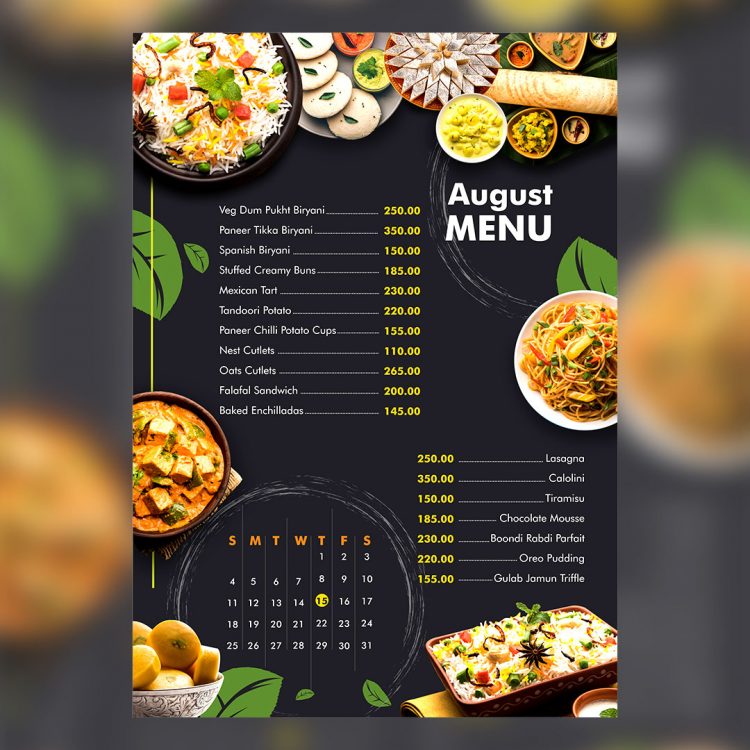 August
MENU
Veg Dum Pukht Biryani 250.00
Paneer Tikka Biryani 350.00
Spanish Biryani 150.00
Stuffed Creamy Buns 185.00
Mexican Tart 230.00
Tandoori Potato 220.00
Paneer Chilli Potato Cups 155.00
Nest Cutlets 110.00
Oats Cutlets 265.00
Falafal Sandwich 200.00
Baked Enchilladas 145.00
250.00 Lasagna
350.00 Calolini
150.00 Tiramisu
185.00 Chocolate Mousse
230.00 Boondi Rabdi Parfait
220.00 Oreo Pudding
155.00 Gulab Jamun Triffle
S M T W T F S
1 2 3
4 5 6 7 8 9 10
11 12 13 14 15 16 17
18 19 20 21 22 23 24
25 26 27 28 29 30 31